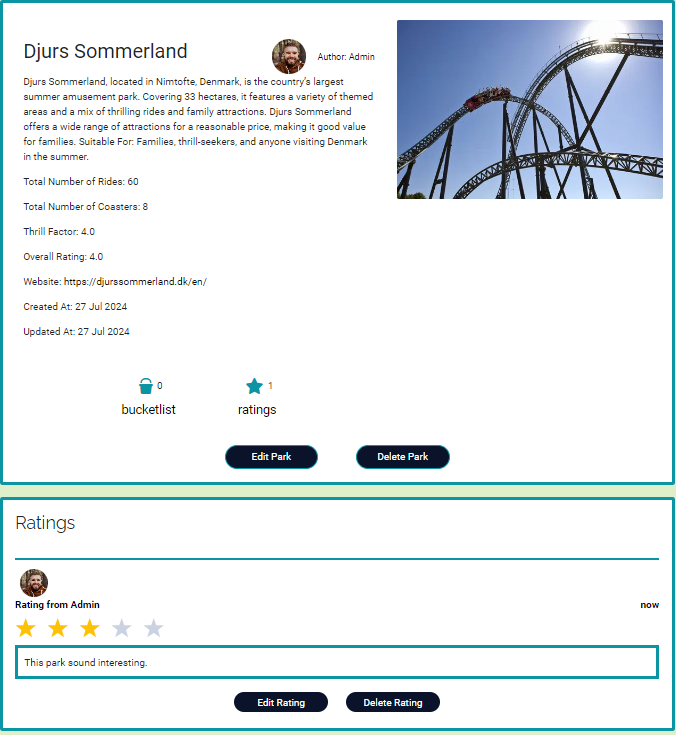 Djurs Sommerland
Author: Admin
Djurs Sommerland, located in Nimtofte, Denmark, is the country's largest
summer amusement park. Covering 33 hectares, it features a variety of themed
areas and a mix of thrilling rides and family attractions. Djurs Sommerland
offers a wide range of attractions for a reasonable price, making it good value
for families. Suitable For: Families, thrill-seekers, and anyone visiting Denmark
in the summer.
Total Number of Rides: 60
Total Number of Coasters: 8
Thrill Factor: 4.0
Overall Rating: 4.0
Website: https://djurssommerland.dk/en/
Created At: 27 Jul 2024
Updated At: 27 Jul 2024
0
1
bucketlist
ratings
Edit Park
Delete Park
Ratings
Rating from Admin
now
This park sound interesting.
Edit Rating
Delete Rating